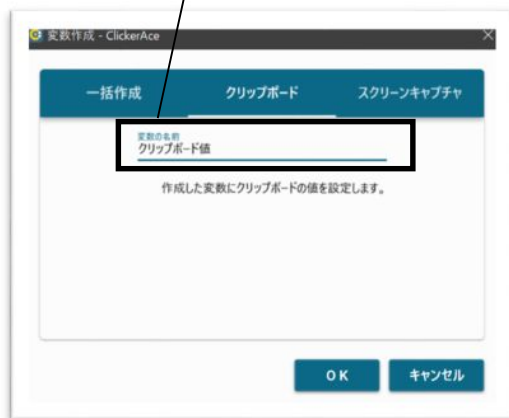 変数作成 - ClickerAce
一括作成 クリップボード スクリーンキャプチャ
変数の名前
クリップボード値
作成した変数にクリップボードの値を設定します。
OK キャンセル